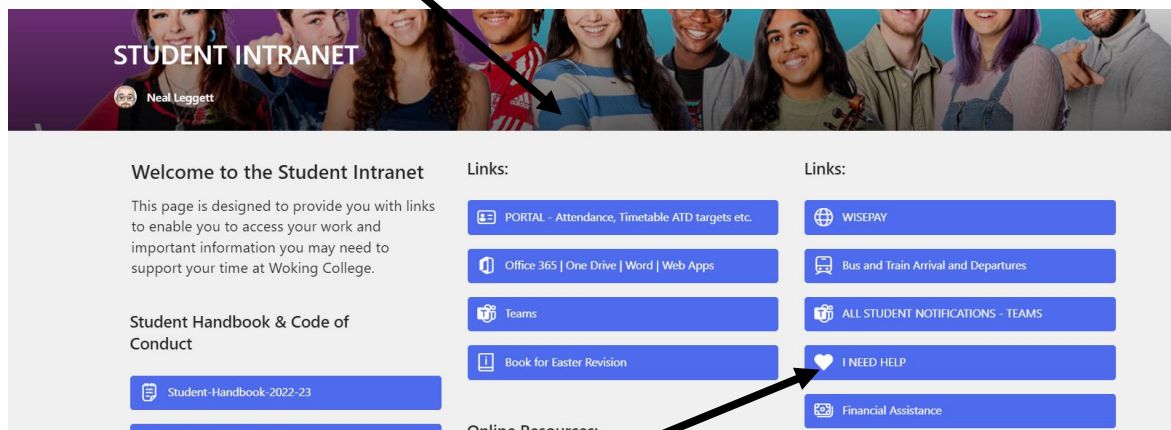 STUDENT INTRANET
Neal Leggett
Welcome to the Student Intranet
This page is designed to provide you with links
to enable you to access your work and
important information you may need to
support your time at Woking College.
Student Handbook & Code of
Conduct
Student-Handbook-2022-23
Links:
PORTAL - Attendance, Timetable ATD targets etc.
Office 365 | One Drive | Word | Web Apps
Teams
Book for Easter Revision
Online Resources:
Links:
WISEPAY
Bus and Train Arrival and Departures
ALL STUDENT NOTIFICATIONS - TEAMS
I NEED HELP
Financial Assistance